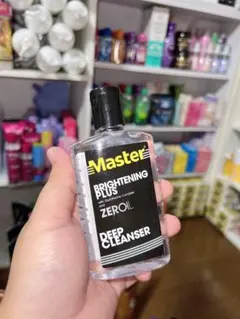 Master
BRIGHTENING
PLUS
ZEROIL
DEEP
CLEANSER